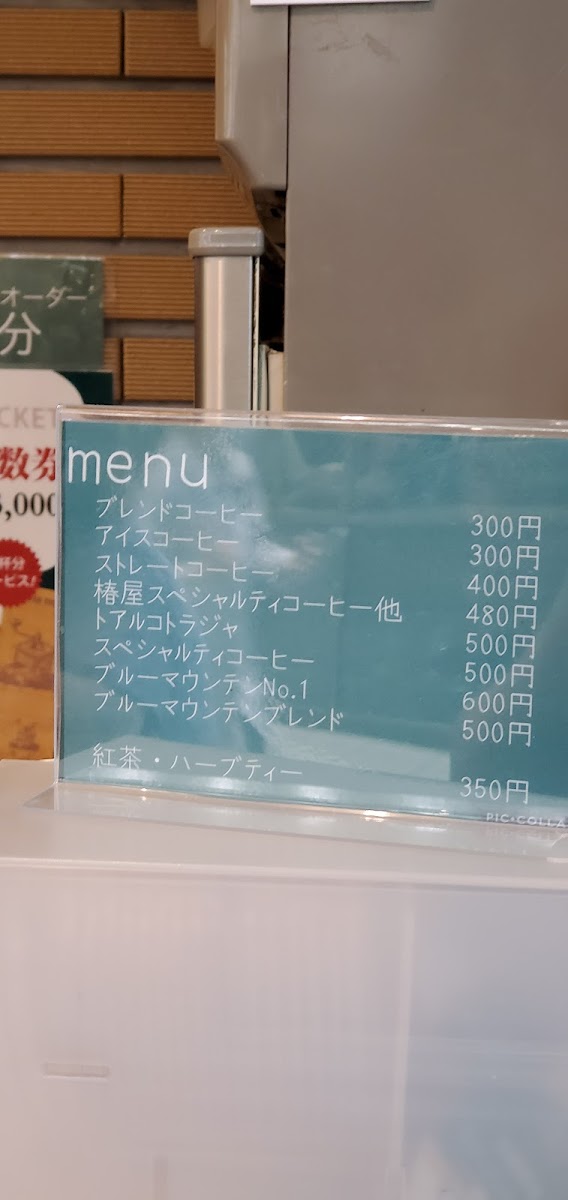 オーダー
分
CKET
数券
,000
杯分
ービス!
menu
ブレンドコーヒー 300円
アイスコーヒー 300円
ストレートコーヒー 400円
椿屋スペシャルティコーヒー他 480円
トアルコトラジャ 500円
スペシャルティコーヒー 500円
ブルーマウンテンNo.1 600円
ブルーマウンテンブレンド 500円
紅茶・ハーブティー 350円
PIC・COLLA